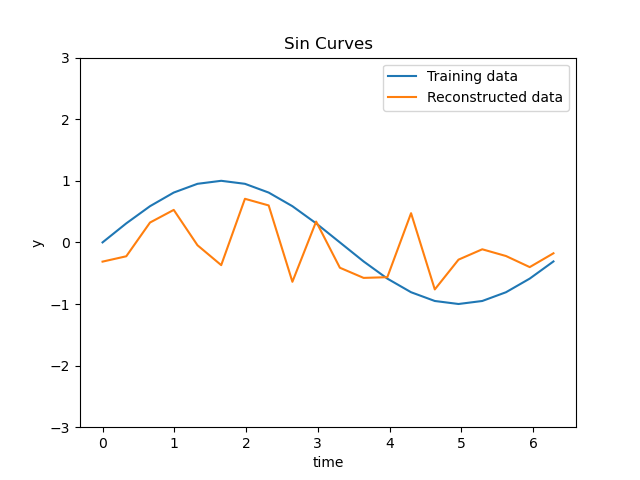 Sin Curves
Training data
Reconstructed data
3
2
1
0
−1
−2
−3
y
0 1 2 3 4 5 6
time